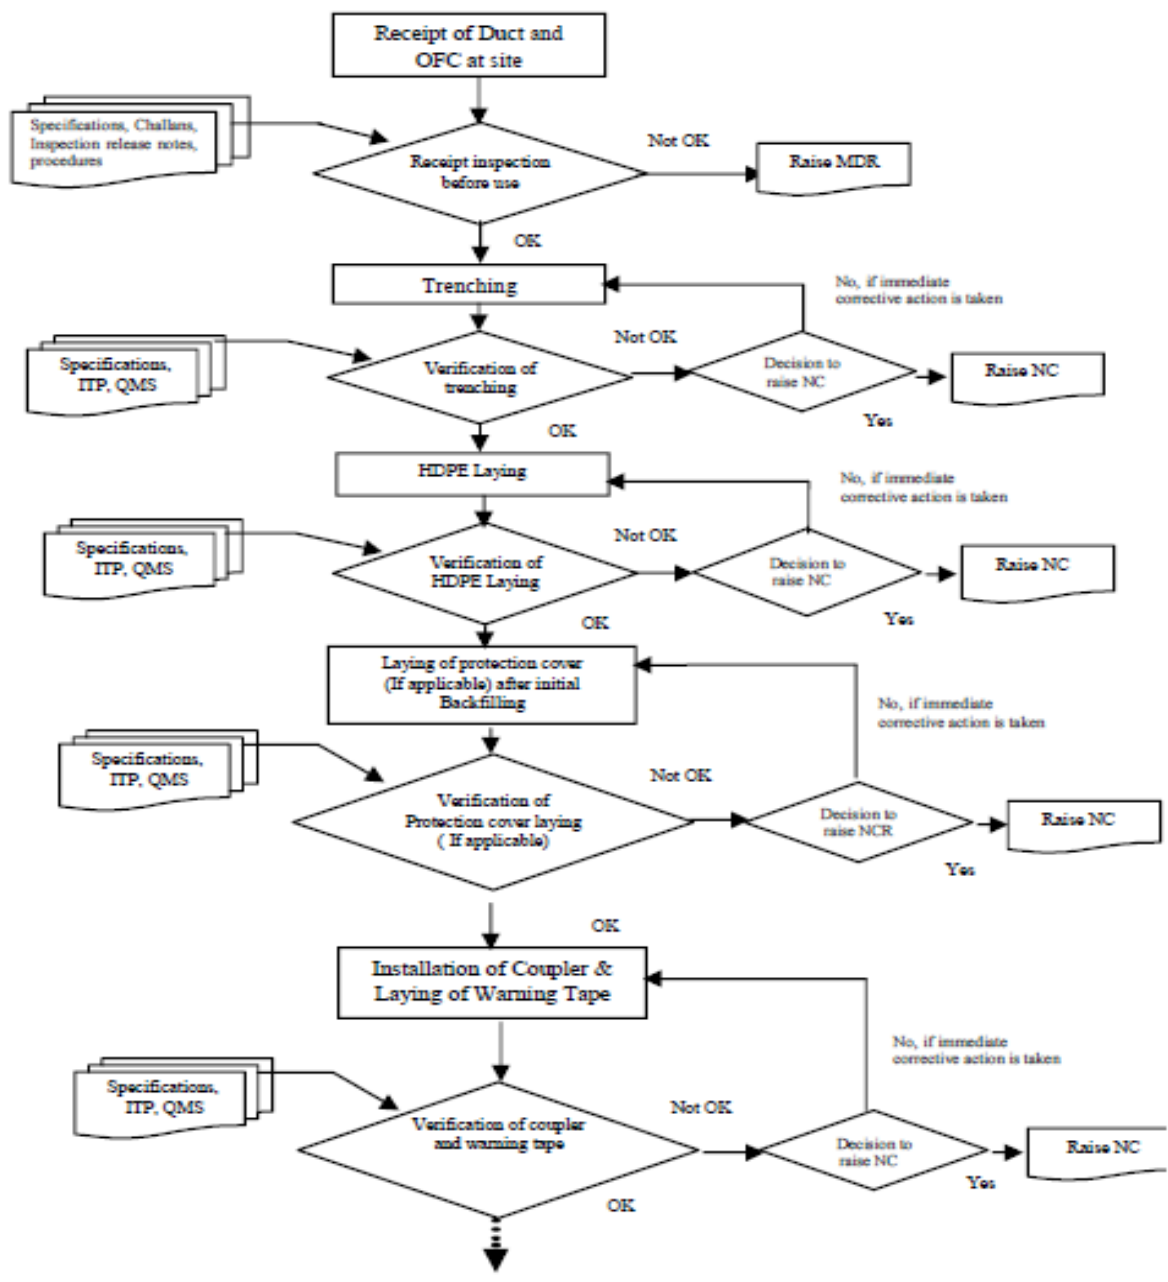 Receipt of Duct and
OFC at site
Specifications, Challans,
Inspection release notes,
procedures
Receipt inspection
before use
Not OK
Raise MDR
OK
Trenching
No, if immediate
corrective action is taken
Specifications,
ITP, QMS
Verification of
trenching
Not OK
Decision to
raise NC
Raise NC
Yes
OK
HDPE Laying
No, if immediate
corrective action is taken
Specifications,
ITP, QMS
Verification of
HDPE Laying
Not OK
Decision to
raise NC
Raise NC
Yes
OK
Laying of protection cover
(If applicable) after initial
Backfilling
No, if immediate
corrective action is taken
Specifications,
ITP, QMS
Verification of
Protection cover laying
( If applicable)
Not OK
Decision to
raise NCR
Raise NC
Yes
OK
Installation of Coupler &
Laying of Warning Tape
No, if immediate
corrective action is taken
Specifications,
ITP, QMS
Verification of coupler
and warning tape
Not OK
Decision to
raise NC
Raise NC
Yes
OK